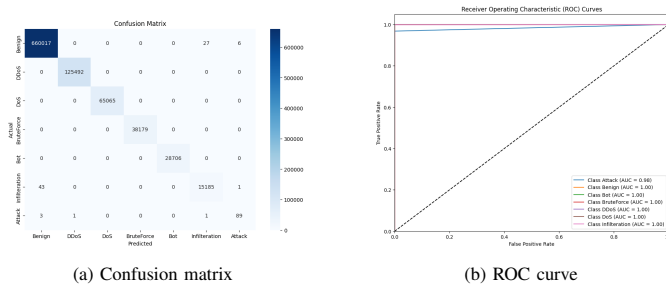 Confusion Matrix
Benign 660017 0 0 0 0 27 6
DDoS 0 125492 0 0 0 0 0
DoS 0 0 65065 0 0 0 0
BruteForce 0 0 0 38179 0 0 0
Bot 0 0 0 0 28706 0 0
Infilteration 43 0 0 0 0 15185 1
Attack 3 1 0 0 0 1 89
Actual
Benign DDoS DoS BruteForce Bot Infilteration Attack
Predicted
600000
500000
400000
300000
200000
100000
0
(a) Confusion matrix
Receiver Operating Characteristic (ROC) Curves
True Positive Rate
1.0
0.8
0.6
0.4
0.2
0.0
Class Attack (AUC = 0.98)
Class Benign (AUC = 1.00)
Class Bot (AUC = 1.00)
Class BruteForce (AUC = 1.00)
Class DDoS (AUC = 1.00)
Class DoS (AUC = 1.00)
Class Infilteration (AUC = 1.00)
0.0 0.2 0.4 0.6 0.8
False Positive Rate
(b) ROC curve